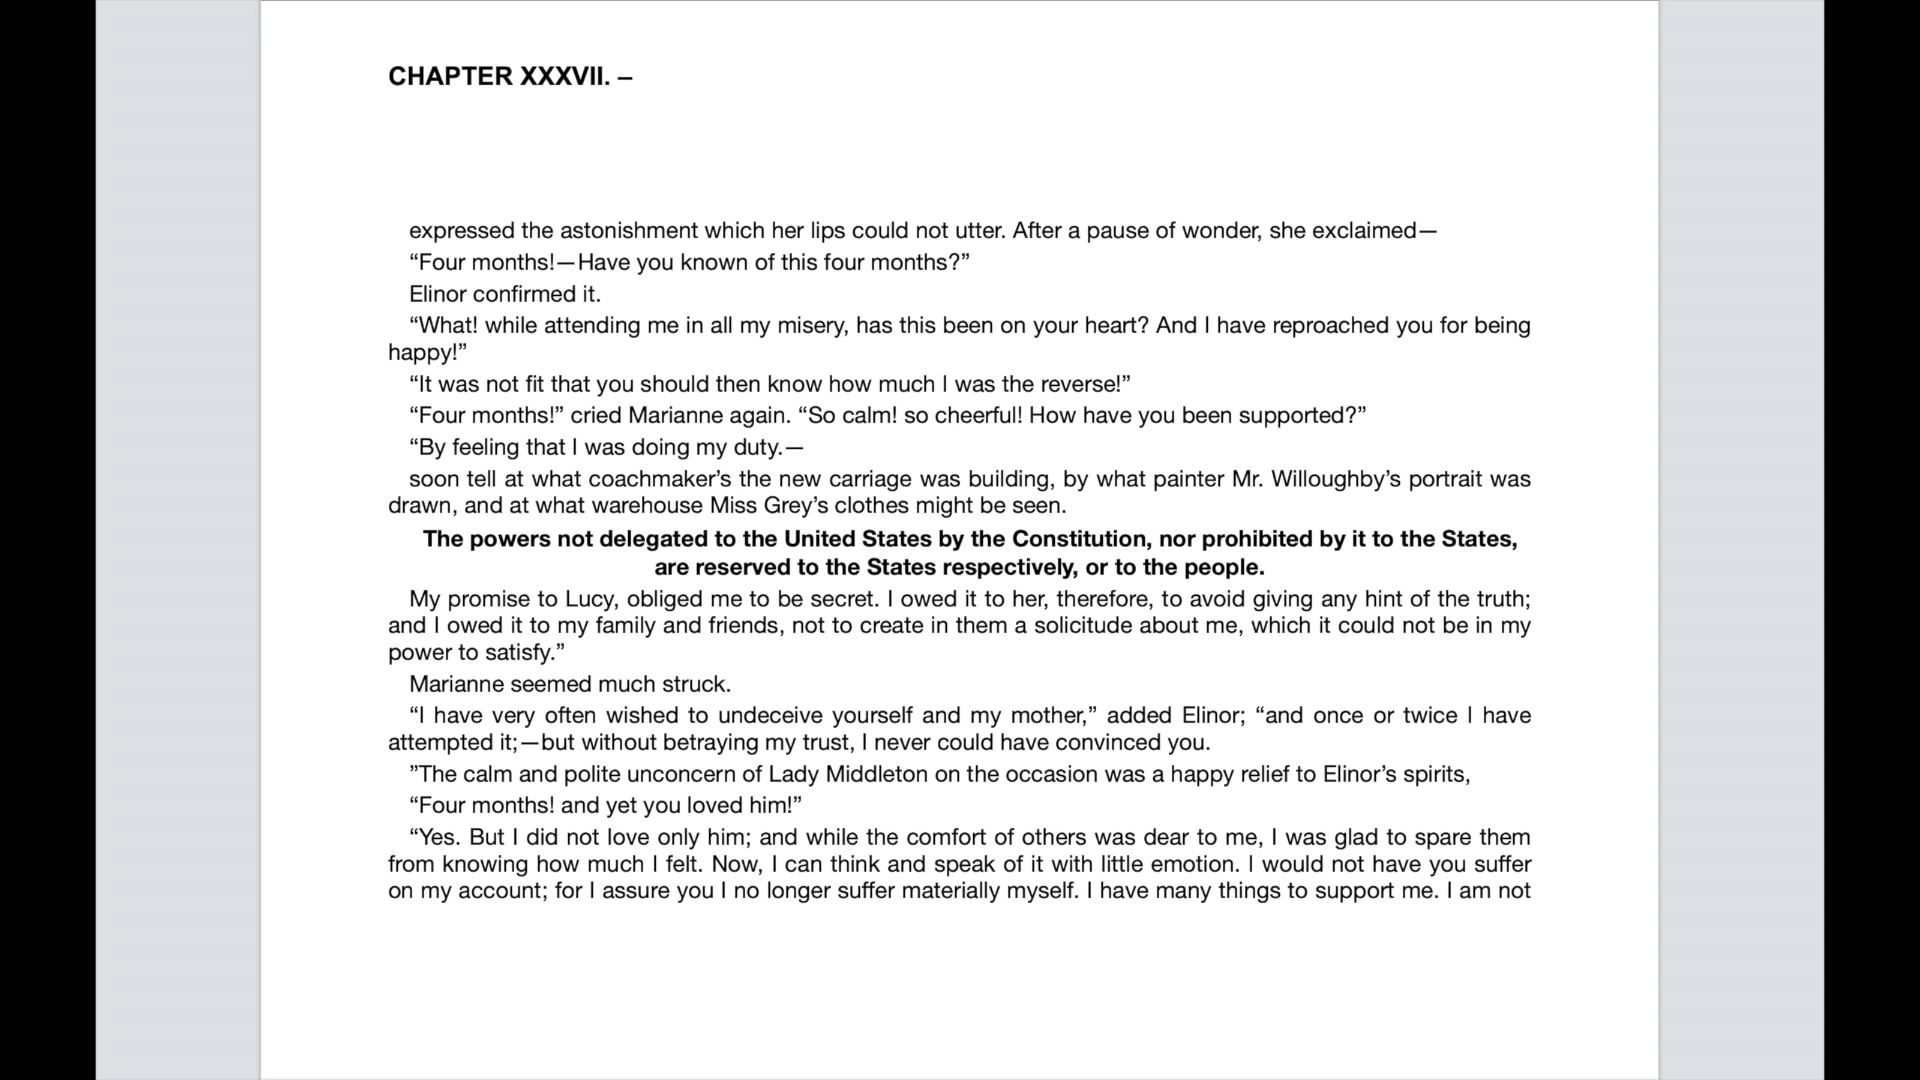 CHAPTER XXXVII. –
expressed the astonishment which her lips could not utter. After a pause of wonder, she exclaimed—
“Four months!—Have you known of this four months?”
Elinor confirmed it.
“What! while attending me in all my misery, has this been on your heart? And I have reproached you for being
happy!”
“It was not fit that you should then know how much I was the reverse!”
“Four months!” cried Marianne again. “So calm! so cheerful! How have you been supported?”
“By feeling that I was doing my duty.—
soon tell at what coachmaker’s the new carriage was building, by what painter Mr. Willoughby’s portrait was
drawn, and at what warehouse Miss Grey’s clothes might be seen.
The powers not delegated to the United States by the Constitution, nor prohibited by it to the States,
are reserved to the States respectively, or to the people.
My promise to Lucy, obliged me to be secret. I owed it to her, therefore, to avoid giving any hint of the truth;
and I owed it to my family and friends, not to create in them a solicitude about me, which it could not be in my
power to satisfy.”
Marianne seemed much struck.
“I have very often wished to undeceive yourself and my mother,” added Elinor; “and once or twice I have
attempted it;—but without betraying my trust, I never could have convinced you.
”The calm and polite unconcern of Lady Middleton on the occasion was a happy relief to Elinor’s spirits,
“Four months! and yet you loved him!”
“Yes. But I did not love only him; and while the comfort of others was dear to me, I was glad to spare them
from knowing how much I felt. Now, I can think and speak of it with little emotion. I would not have you suffer
on my account; for I assure you I no longer suffer materially myself. I have many things to support me. I am not